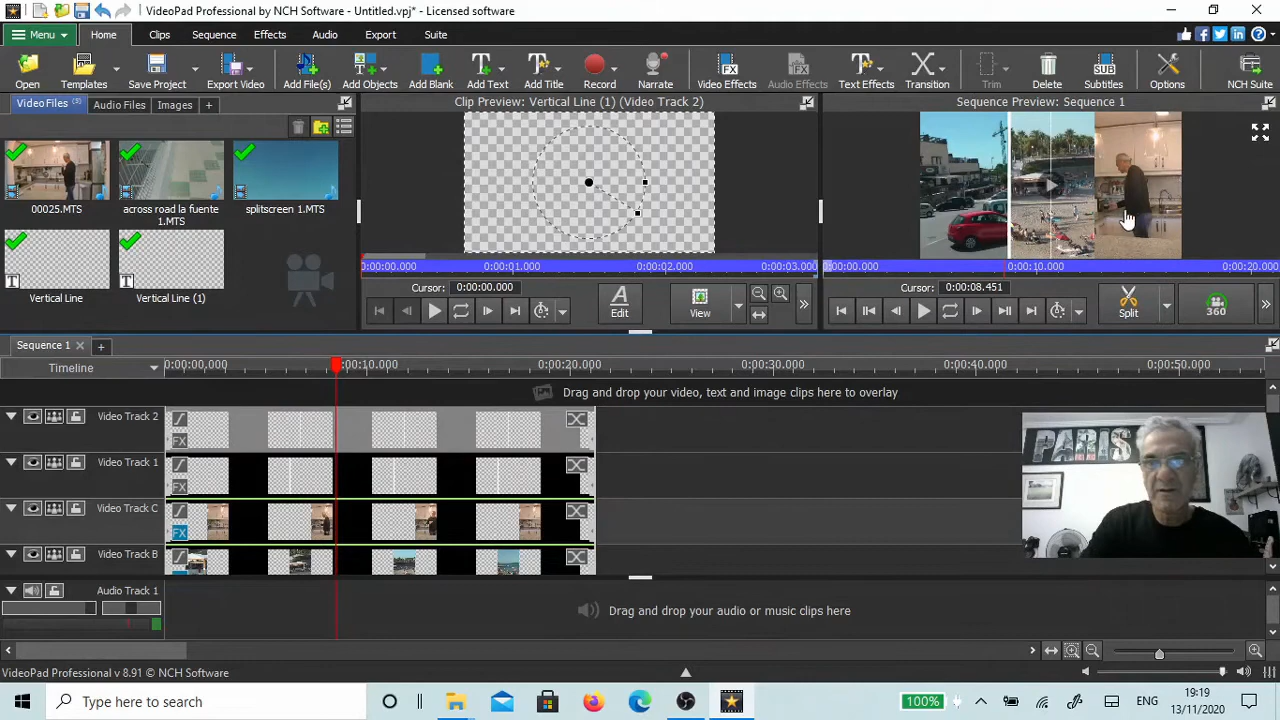 VideoPad Professional by NCH Software - Untitled.vpj* - Licensed software
Menu Home Clips Sequence Effects Audio Export Suite
Open Templates Save Project Export Video Add File(s) Add Objects Add Blank Add Text Add Title Record Narrate Video Effects Audio Effects Text Effects Transition Trim Delete Subtitles Options NCH Suite
Video Files (5) Audio Files Images +
Clip Preview: Vertical Line (1) (Video Track 2)
Sequence Preview: Sequence 1
00025.MTS
across road la fuente 1.MTS
splitscreen 1.MTS
Vertical Line
Vertical Line (1)
0:00:00.000 0:00:01.000 0:00:02.000 0:00:03.000
Cursor: 0:00:00.000
Edit View
0:00:00.000 0:00:10.000 0:00:20.000
Cursor: 0:00:08.451
Split 360
Sequence 1
Timeline
0:00:00.000 0:00:10.000 0:00:20.000 0:00:30.000 0:00:40.000 0:00:50.000
Drag and drop your video, text and image clips here to overlay
Video Track 2
FX
Video Track 1
FX
Video Track C
FX
Video Track B
PARIS
Audio Track 1
Drag and drop your audio or music clips here
VideoPad Professional v 8.91 © NCH Software
Type here to search
100%
ENG
19:19
13/11/2020